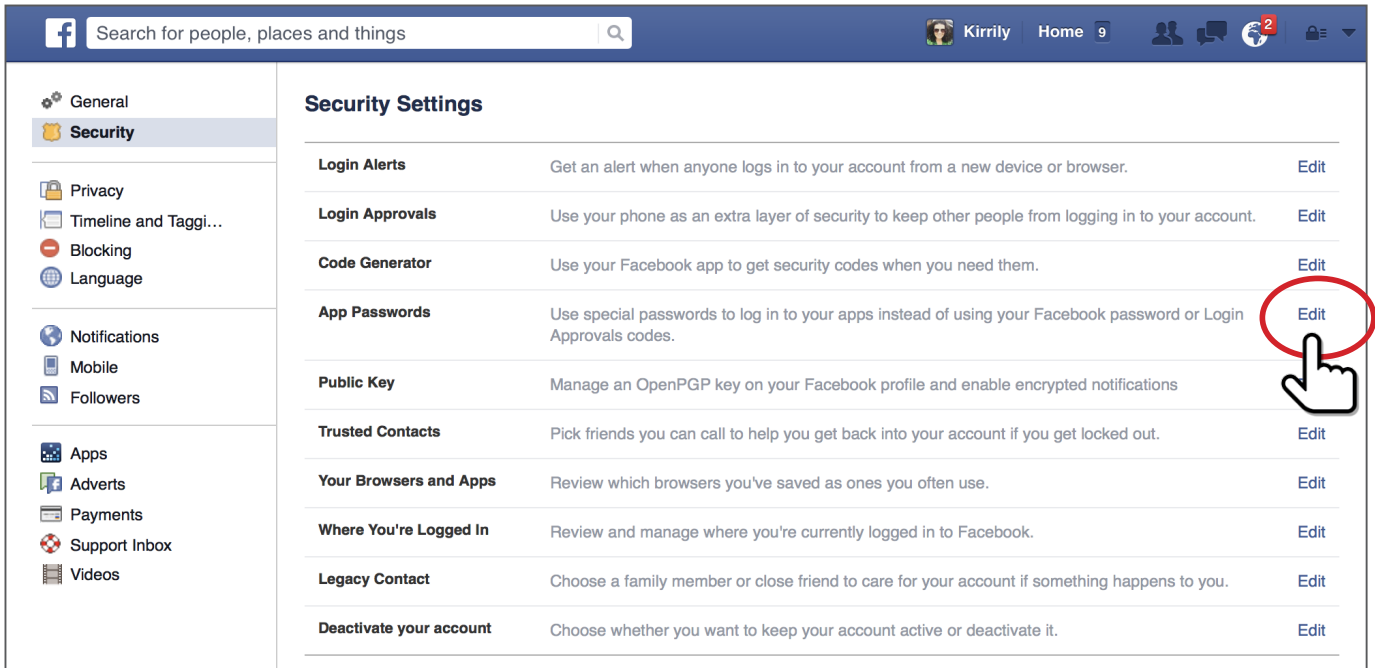 f
Search for people, places and things
Kirrily
Home 9
2
General
Security
Privacy
Timeline and Taggi...
Blocking
Language
Notifications
Mobile
Followers
Apps
Adverts
Payments
Support Inbox
Videos
Security Settings
Login Alerts Get an alert when anyone logs in to your account from a new device or browser. Edit
Login Approvals Use your phone as an extra layer of security to keep other people from logging in to your account. Edit
Code Generator Use your Facebook app to get security codes when you need them. Edit
App Passwords Use special passwords to log in to your apps instead of using your Facebook password or Login Edit
Approvals codes.
Public Key Manage an OpenPGP key on your Facebook profile and enable encrypted notifications
Trusted Contacts Pick friends you can call to help you get back into your account if you get locked out. Edit
Your Browsers and Apps Review which browsers you've saved as ones you often use. Edit
Where You're Logged In Review and manage where you're currently logged in to Facebook. Edit
Legacy Contact Choose a family member or close friend to care for your account if something happens to you. Edit
Deactivate your account Choose whether you want to keep your account active or deactivate it. Edit